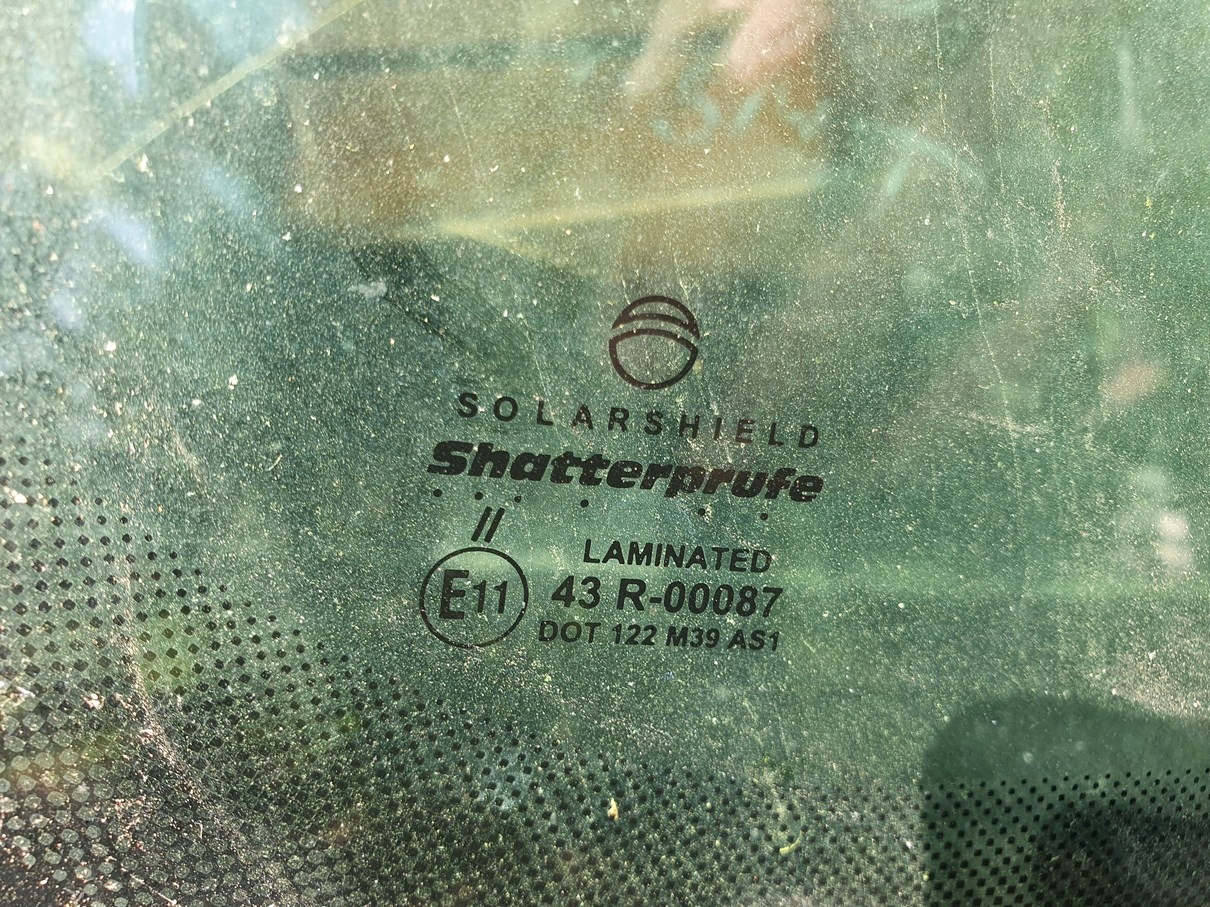 SOLARSHIELD
Shatterprufe
//
LAMINATED
E11 43 R-00087
DOT 122 M39 AS1